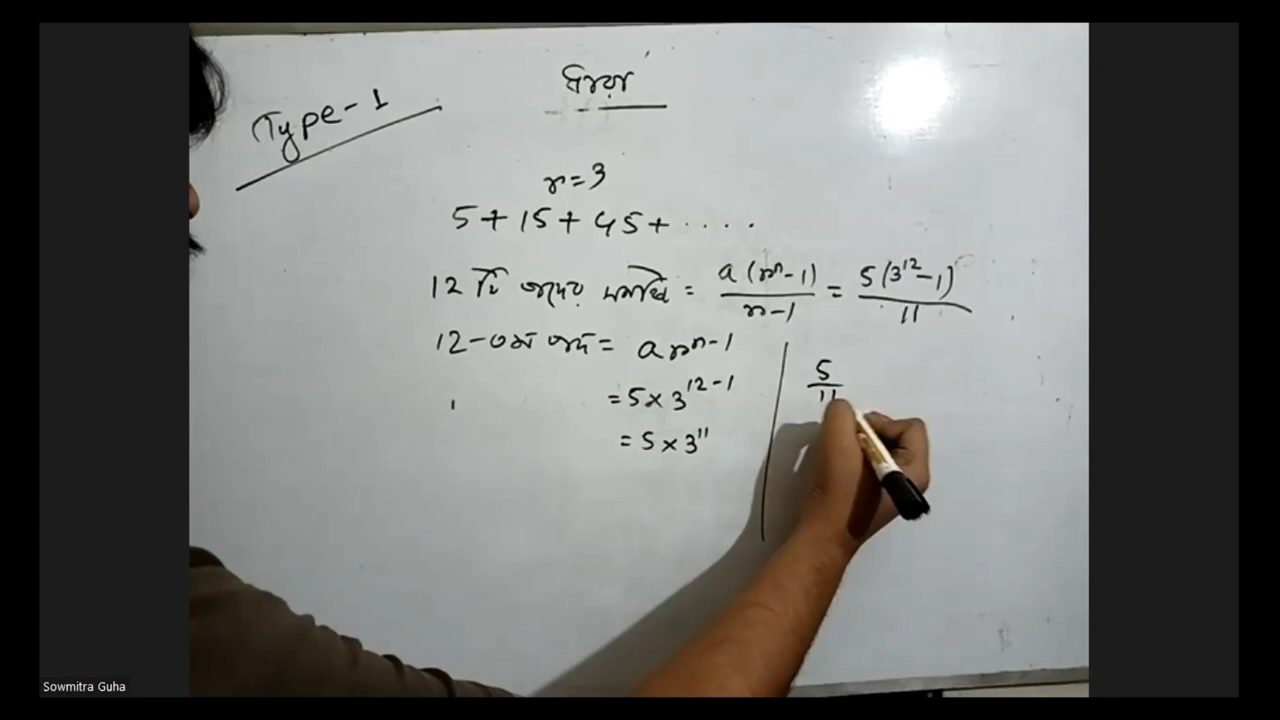 ধারা
Type-1
r=3
5+15+45+....
12 টি পদের সমষ্টি = a(rⁿ-1)/r-1 = 5(3¹²-1)/11
12-তম পদ = arⁿ⁻¹
= 5×3¹²⁻¹
= 5×3¹¹
5/11
Sowmitra Guha